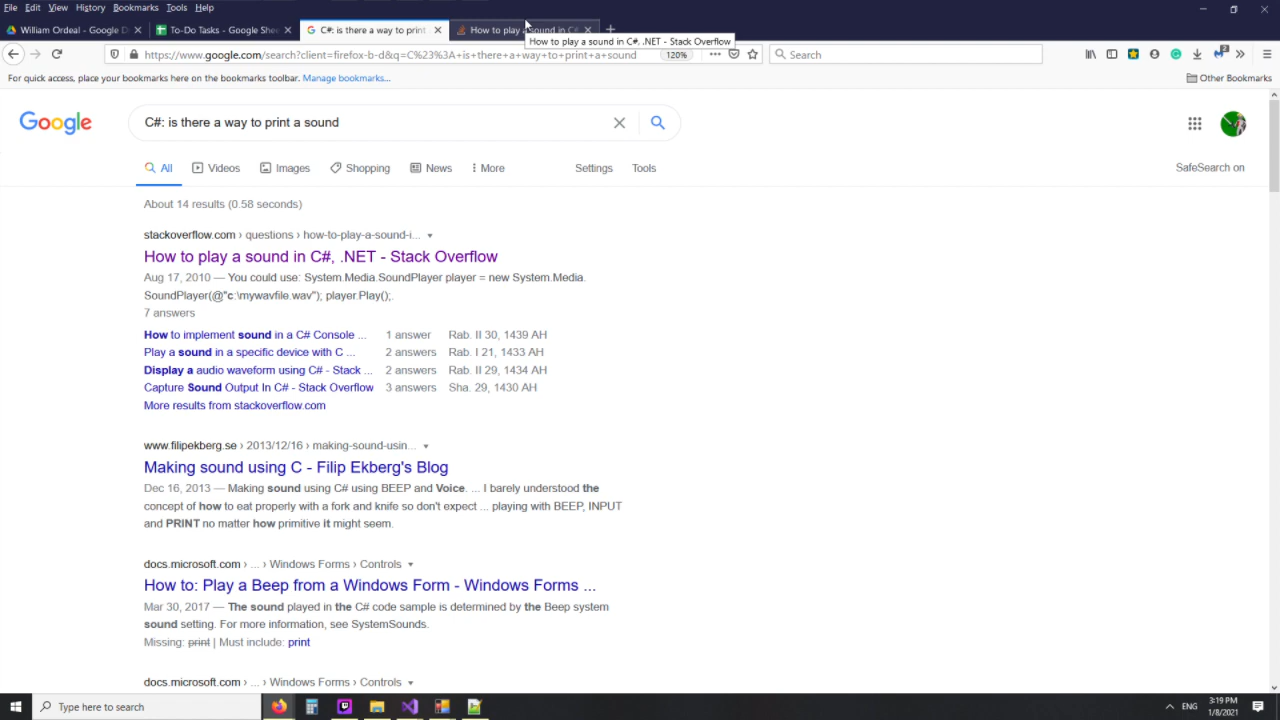 File Edit View History Bookmarks Tools Help
William Ordeal - Google D
To-Do Tasks - Google Shee
C#: is there a way to print
How to play a sound in C#
How to play a sound in C#, .NET - Stack Overflow
https://www.google.com/search?client=firefox-b-d&q=C%23%3A+is+there+a+way+to+print+a+sound
120%
Search
For quick access, place your bookmarks here on the bookmarks toolbar. Manage bookmarks...
Other Bookmarks
Google
C#: is there a way to print a sound
All Videos Images Shopping News More Settings Tools
SafeSearch on
About 14 results (0.58 seconds)
stackoverflow.com › questions › how-to-play-a-sound-i...
How to play a sound in C#, .NET - Stack Overflow
Aug 17, 2010 — You could use: System.Media.SoundPlayer player = new System.Media.
SoundPlayer(@"c:\mywavfile.wav"); player.Play();.
7 answers
How to implement sound in a C# Console ... 1 answer Rab. II 30, 1439 AH
Play a sound in a specific device with C ... 2 answers Rab. I 21, 1433 AH
Display a audio waveform using C# - Stack ... 2 answers Rab. II 29, 1434 AH
Capture Sound Output In C# - Stack Overflow 3 answers Sha. 29, 1430 AH
More results from stackoverflow.com
www.filipekberg.se › 2013/12/16 › making-sound-usin...
Making sound using C - Filip Ekberg's Blog
Dec 16, 2013 — Making sound using C# using BEEP and Voice. ... I barely understood the
concept of how to eat properly with a fork and knife so don't expect ... playing with BEEP, INPUT
and PRINT no matter how primitive it might seem.
docs.microsoft.com › ... › Windows Forms › Controls
How to: Play a Beep from a Windows Form - Windows Forms ...
Mar 30, 2017 — The sound played in the C# code sample is determined by the Beep system
sound setting. For more information, see SystemSounds.
Missing: print | Must include: print
docs.microsoft.com › ... › Windows Forms › Controls
Type here to search
ENG
3:19 PM
1/8/2021